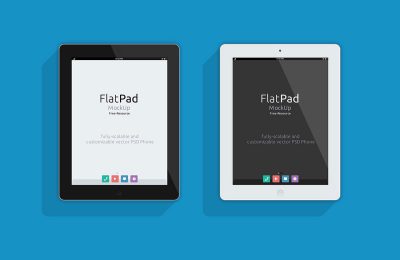 FlatPad
MockUp
Free Resource
fully-scalable and
customizable vector PSD Phone
FlatPad
MockUp
Free Resource
fully-scalable and
customizable vector PSD Phone